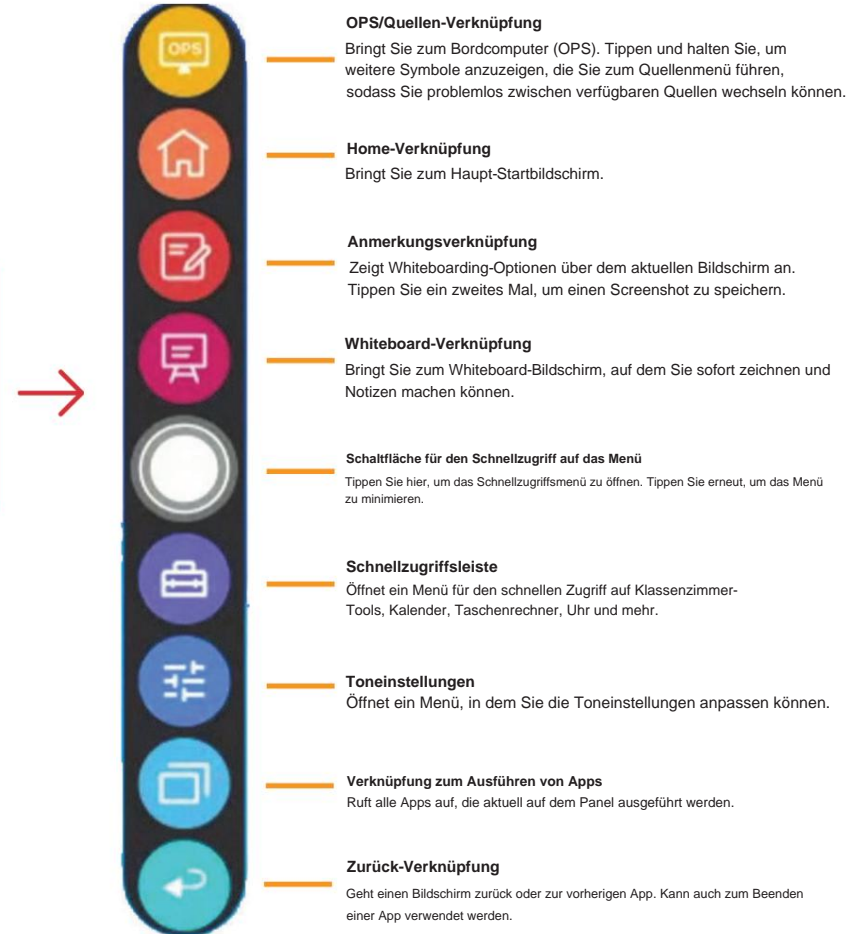 OPS
OPS/Quellen-Verknüpfung
Bringt Sie zum Bordcomputer (OPS). Tippen und halten Sie, um
weitere Symbole anzuzeigen, die Sie zum Quellenmenü führen,
sodass Sie problemlos zwischen verfügbaren Quellen wechseln können.
Home-Verknüpfung
Bringt Sie zum Haupt-Startbildschirm.
Anmerkungsverknüpfung
Zeigt Whiteboarding-Optionen über dem aktuellen Bildschirm an.
Tippen Sie ein zweites Mal, um einen Screenshot zu speichern.
Whiteboard-Verknüpfung
Bringt Sie zum Whiteboard-Bildschirm, auf dem Sie sofort zeichnen und
Notizen machen können.
Schaltfläche für den Schnellzugriff auf das Menü
Tippen Sie hier, um das Schnellzugriffsmenü zu öffnen. Tippen Sie erneut, um das Menü
zu minimieren.
Schnellzugriffsleiste
Öffnet ein Menü für den schnellen Zugriff auf Klassenzimmer-
Tools, Kalender, Taschenrechner, Uhr und mehr.
Toneinstellungen
Öffnet ein Menü, in dem Sie die Toneinstellungen anpassen können.
Verknüpfung zum Ausführen von Apps
Ruft alle Apps auf, die aktuell auf dem Panel ausgeführt werden.
Zurück-Verknüpfung
Geht einen Bildschirm zurück oder zur vorherigen App. Kann auch zum Beenden
einer App verwendet werden.